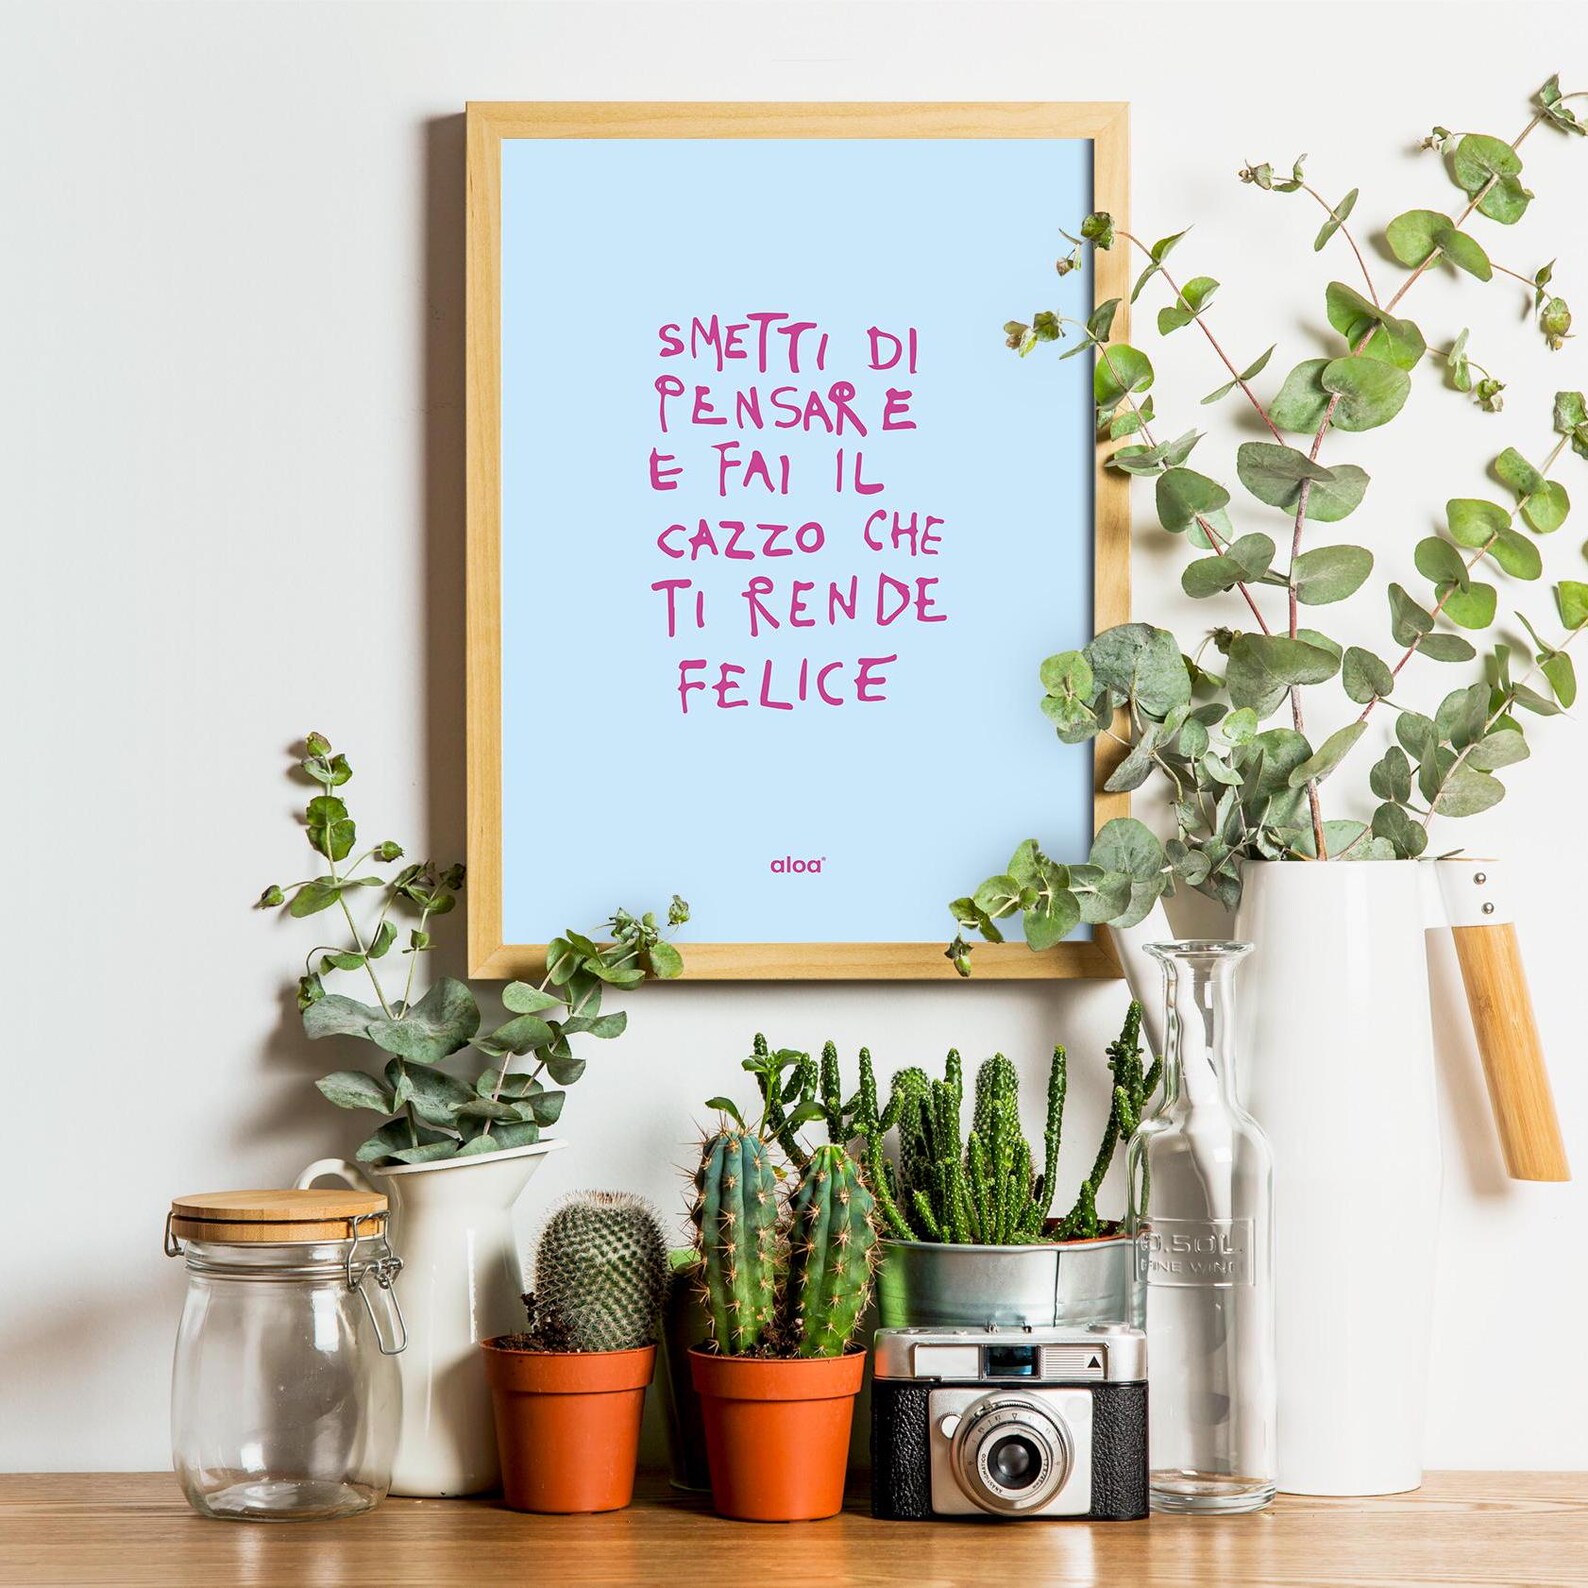 SMETTI DI
PENSARE
E FAI IL
CAZZO CHE
TI RENDE
FELICE
aloa®
0.50L
FINE WINE